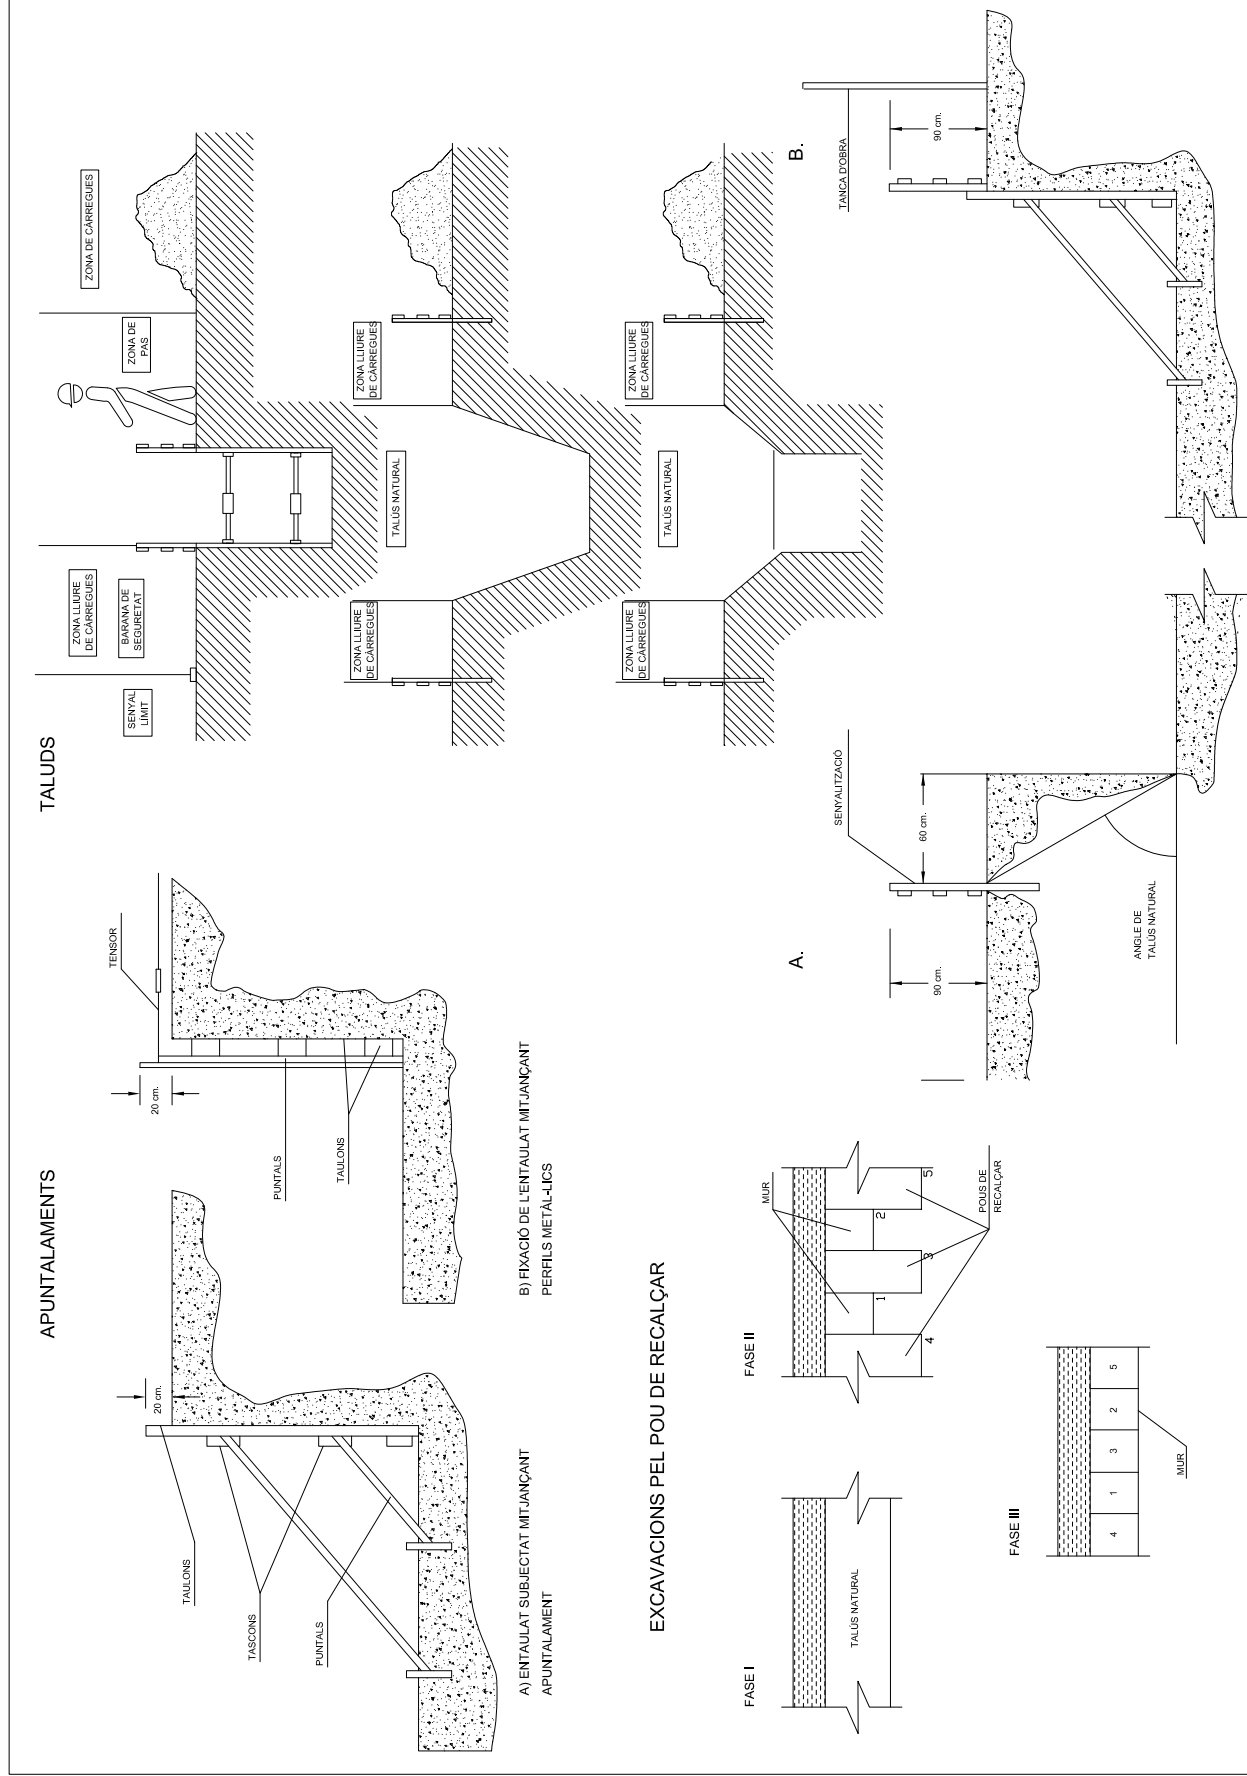 APUNTALAMENTS
20 cm.
TAULONS
TASCONS
PUNTALS
A) ENTAULAT SUBJECTAT MITJANÇANT
APUNTALAMENT
TENSOR
20 cm.
PUNTALS
TAULONS
B) FIXACIÓ DE L'ENTAULAT MITJANÇANT
PERFILS METÀL-LICS
TALUDS
SENYAL
LÍMIT
ZONA LLIURE
DE CÀRREGUES
BARANA DE
SEGURETAT
ZONA DE
PAS
ZONA DE CÀRREGUES
ZONA LLIURE
DE CÀRREGUES
TALÚS NATURAL
ZONA LLIURE
DE CÀRREGUES
ZONA LLIURE
DE CÀRREGUES
TALÚS NATURAL
ZONA LLIURE
DE CÀRREGUES
EXCAVACIONS PEL POU DE RECALÇAR
FASE I
TALÚS NATURAL
FASE II
MUR
4
1
3
2
5
POUS DE
RECALÇAR
FASE III
4
1
3
2
5
MUR
A.
SENYALITZACIÓ
90 cm.
60 cm.
ANGLE DE
TALÚS NATURAL
B.
TANCA D'OBRA
90 cm.